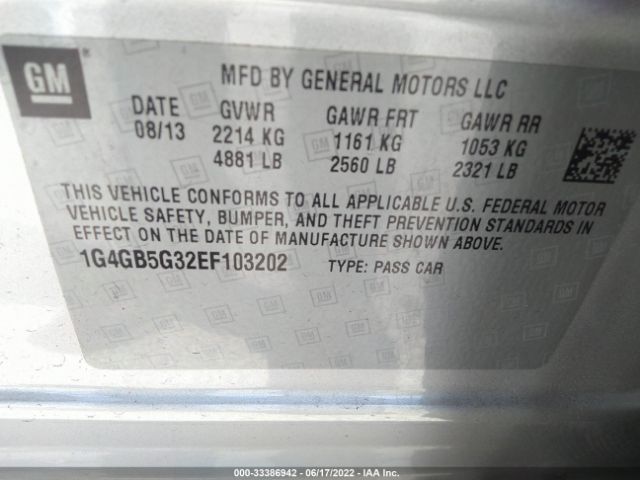 GM
MFD BY GENERAL MOTORS LLC
DATE GVWR GAWR FRT GAWR RR
08/13 2214 KG 1161 KG 1053 KG
4881 LB 2560 LB 2321 LB
THIS VEHICLE CONFORMS TO ALL APPLICABLE U.S. FEDERAL MOTOR
VEHICLE SAFETY, BUMPER, AND THEFT PREVENTION STANDARDS IN
EFFECT ON THE DATE OF MANUFACTURE SHOWN ABOVE.
1G4GB5G32EF103202 TYPE: PASS CAR
Stock No: 33386942 - 06/17/2022 - IAA Inc.